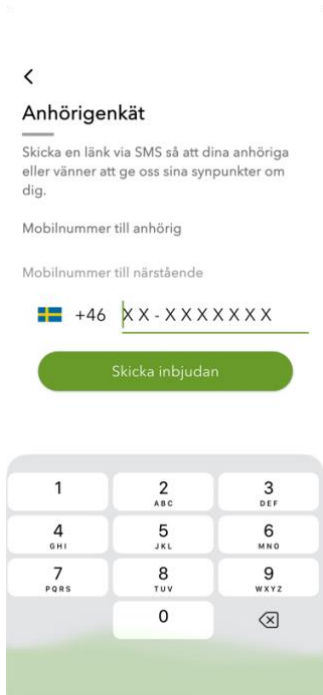 Anhörigenkät
Skicka en länk via SMS så att dina anhöriga
eller vänner att ge oss sina synpunkter om
dig.
Mobilnummer till anhörig
Mobilnummer till närstående
+46 XX-XXXXXXX
Skicka inbjudan
1 2 3
ABC DEF
4 5 6
GHI JKL MNO
7 8 9
PQRS TUV WXYZ
0